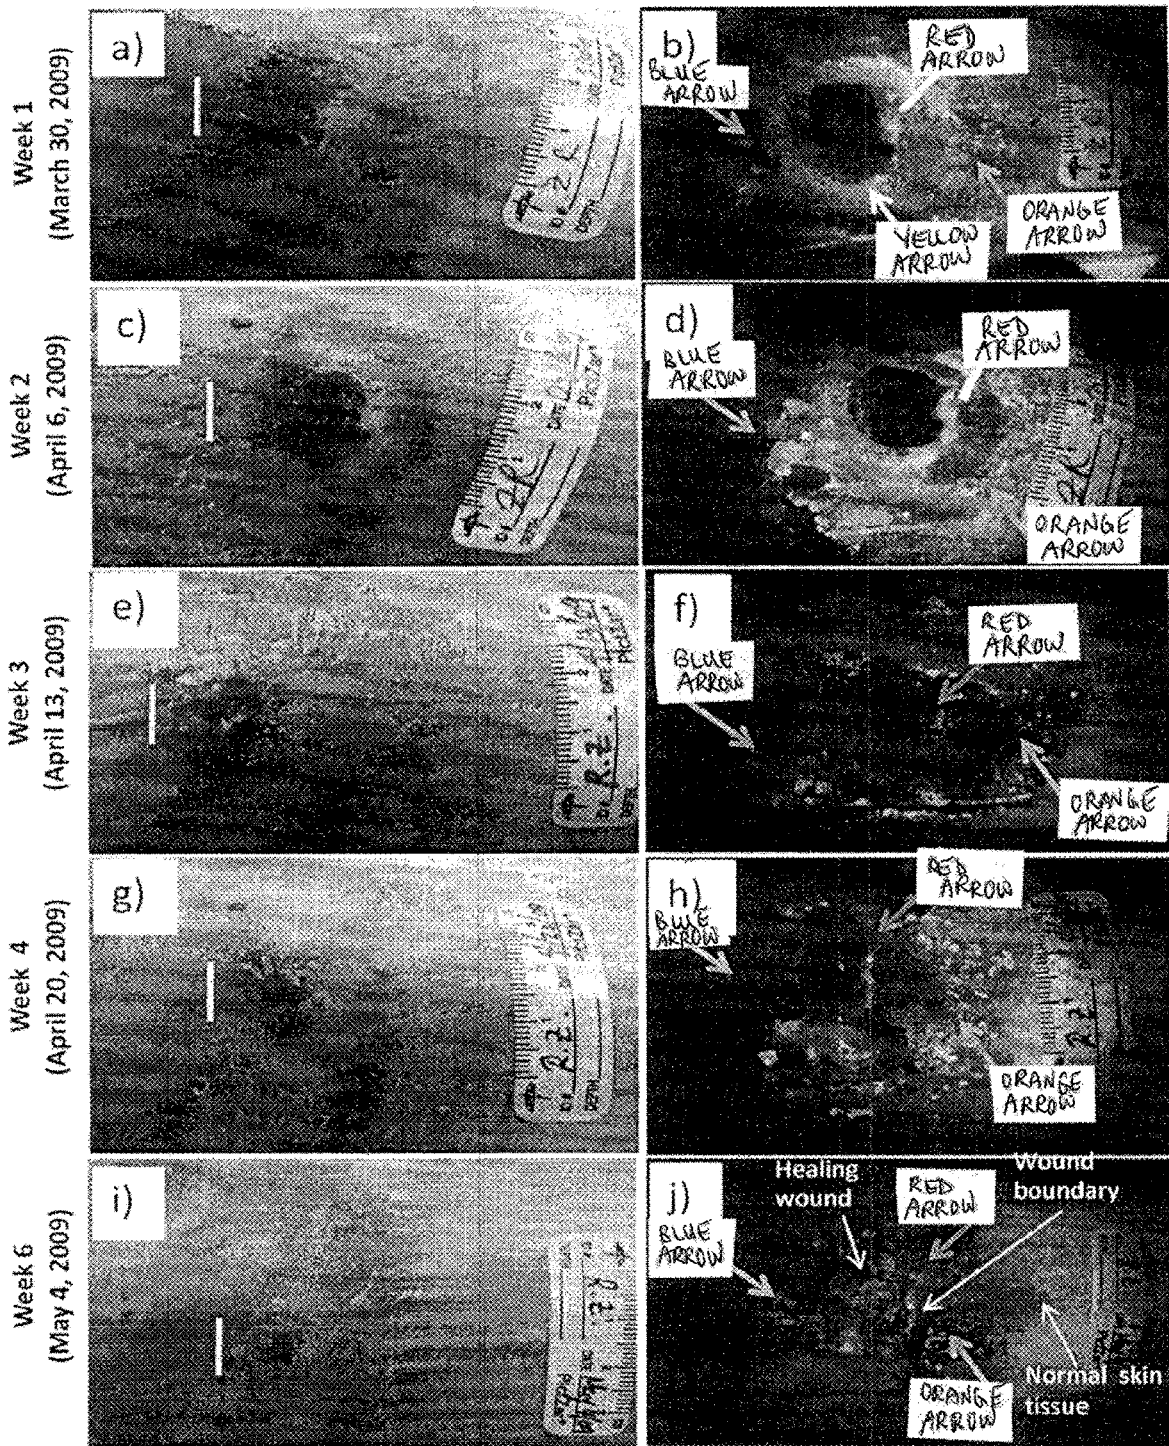 Week 1
(March 30, 2009)
a)
b)
BLUE
ARROW
RED
ARROW
YELLOW
ARROW
ORANGE
ARROW
Week 2
(April 6, 2009)
c)
d)
BLUE
ARROW
RED
ARROW
ORANGE
ARROW
Week 3
(April 13, 2009)
e)
R.Z.
f)
BLUE
ARROW
RED
ARROW
ORANGE
ARROW
Week 4
(April 20, 2009)
g)
R Z.
DEPTH
h)
BLUE
ARROW
RED
ARROW
ORANGE
ARROW
Week 6
(May 4, 2009)
i)
j)
Healing
wound
Wound
boundary
RED
ARROW
BLUE
ARROW
ORANGE
ARROW
Normal skin
tissue